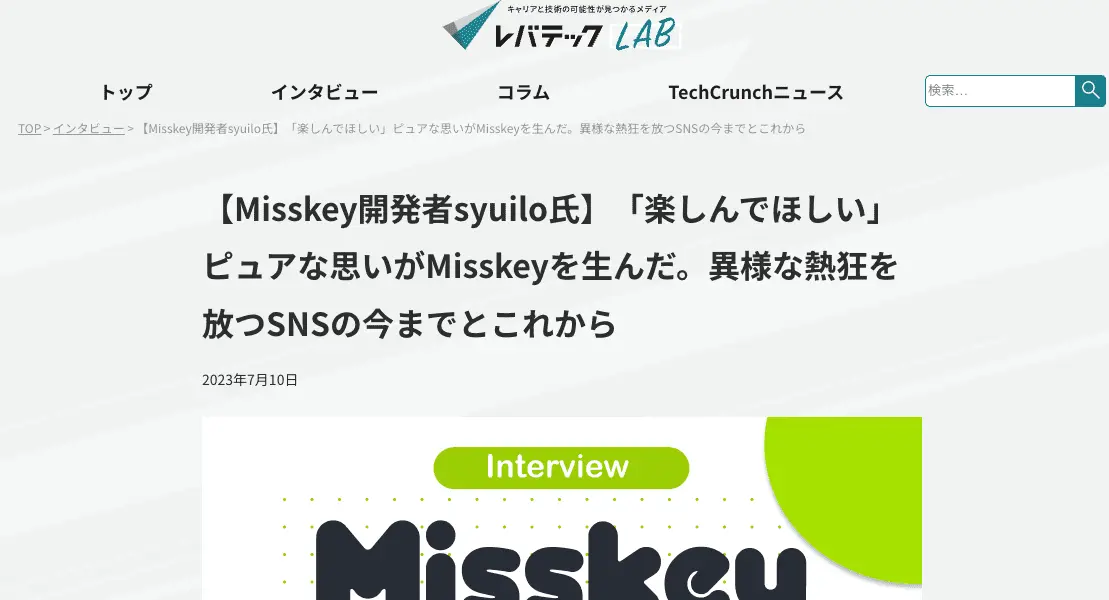 キャリアと技術の可能性が見つかるメディア
レバテック LAB
トップ インタビュー コラム TechCrunchニュース 検索…
TOP > インタビュー > 【Misskey開発者syuilo氏】「楽しんでほしい」ピュアな思いがMisskeyを生んだ。異様な熱狂を放つSNSの今までとこれから
【Misskey開発者syuilo氏】「楽しんでほしい」
ピュアな思いがMisskeyを生んだ。異様な熱狂を
放つSNSの今までとこれから
2023年7月10日
Interview
Misskey